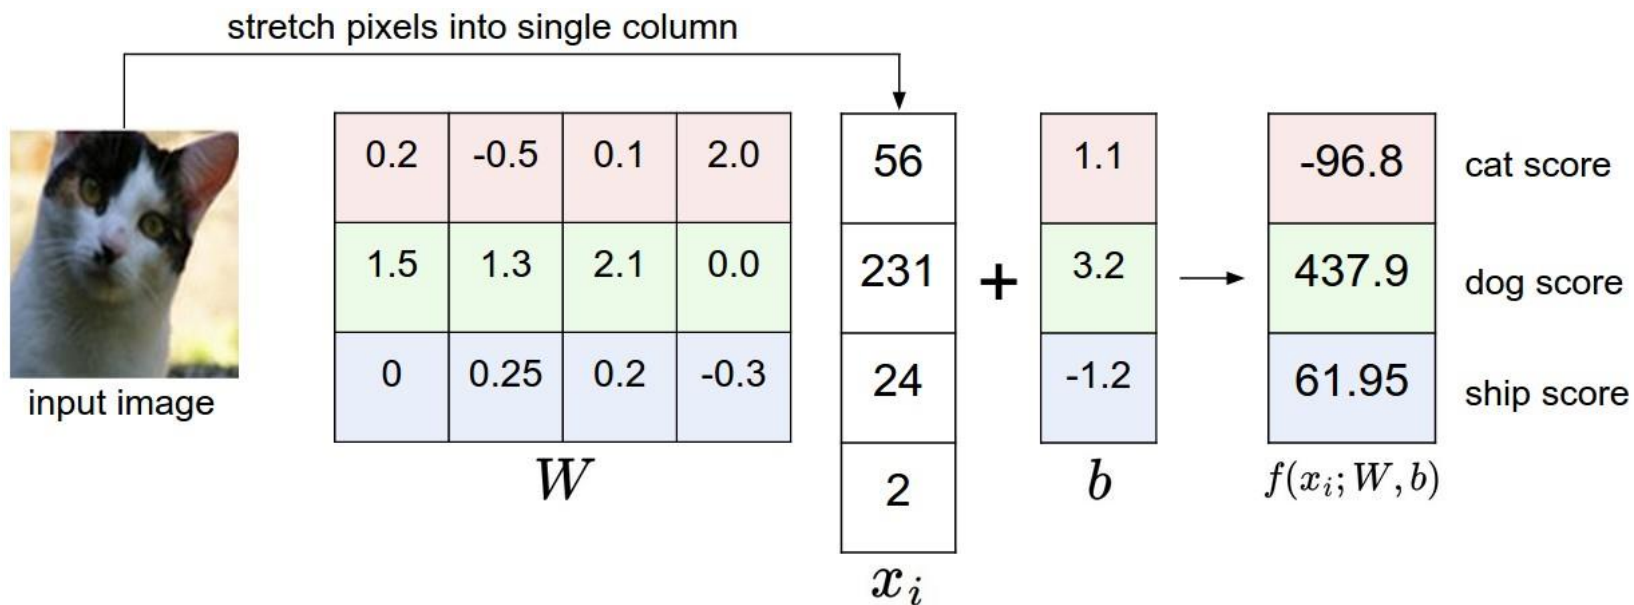 stretch pixels into single column
0.2 -0.5 0.1 2.0 56 1.1 -96.8 cat score
1.5 1.3 2.1 0.0 231 + 3.2 437.9 dog score
0 0.25 0.2 -0.3 24 -1.2 61.95 ship score
input image
W 2 b f(x_i; W, b)
x_i